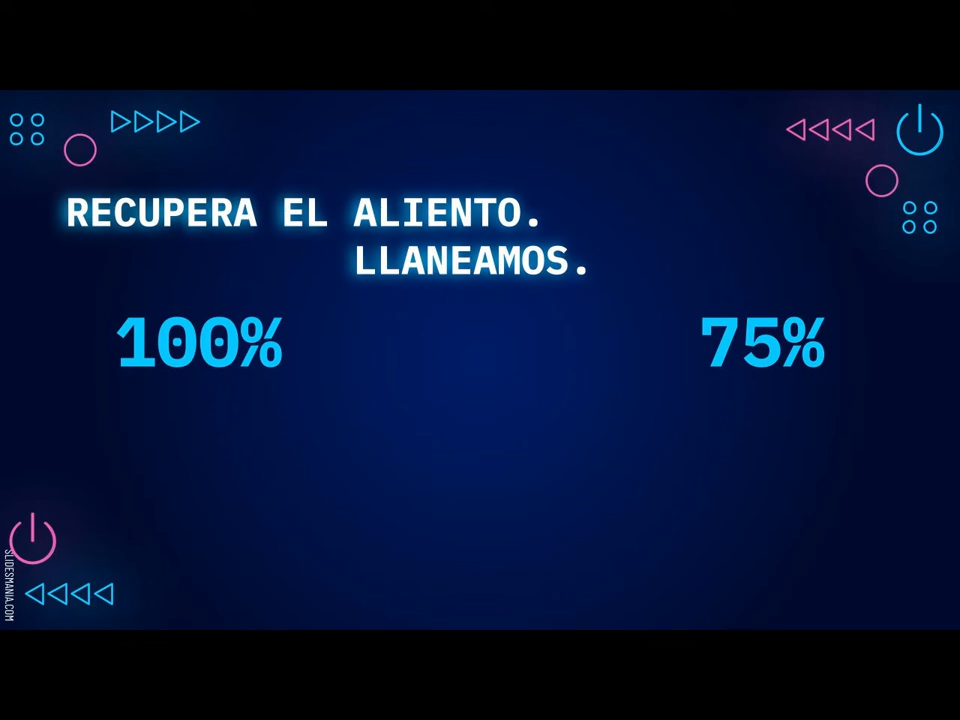 RECUPERA EL ALIENTO.
LLANEAMOS.
100%
75%
SLIDESMANIA.COM